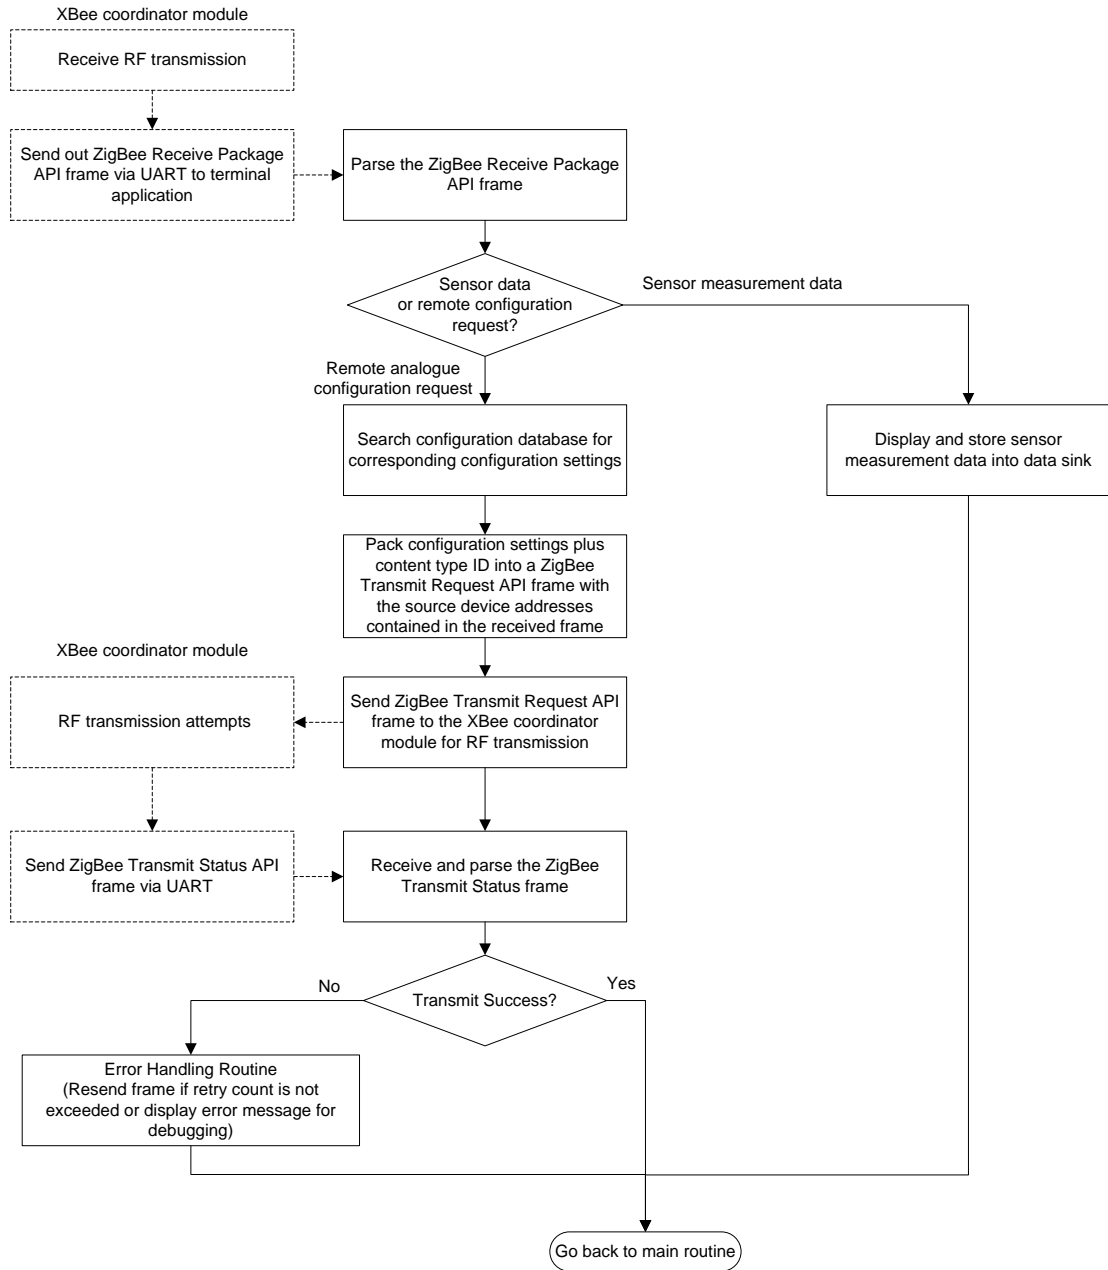 XBee coordinator module
Receive RF transmission
Send out ZigBee Receive Package
API frame via UART to terminal
application
Parse the ZigBee Receive Package
API frame
Sensor data
or remote configuration
request?
Sensor measurement data
Remote analogue
configuration request
Search configuration database for
corresponding configuration settings
Display and store sensor
measurement data into data sink
Pack configuration settings plus
content type ID into a ZigBee
Transmit Request API frame with
the source device addresses
contained in the received frame
XBee coordinator module
RF transmission attempts
Send ZigBee Transmit Request API
frame to the XBee coordinator
module for RF transmission
Send ZigBee Transmit Status API
frame via UART
Receive and parse the ZigBee
Transmit Status frame
No
Transmit Success?
Yes
Error Handling Routine
(Resend frame if retry count is not
exceeded or display error message for
debugging)
Go back to main routine